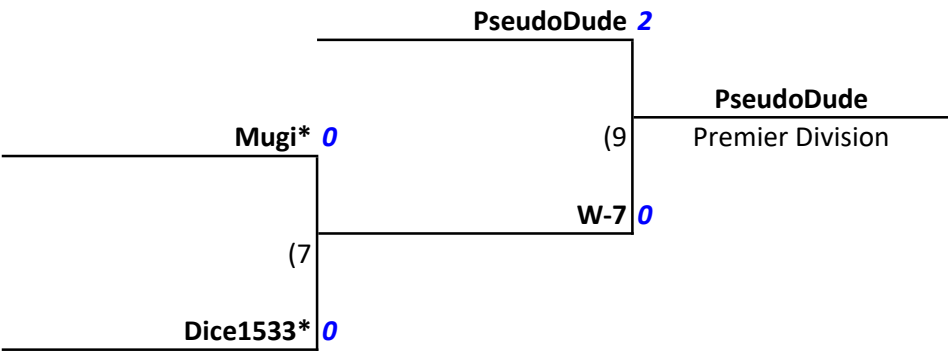 PseudoDude 2
PseudoDude
Mugi* 0
(9
Premier Division
W-7 0
(7
Dice1533* 0